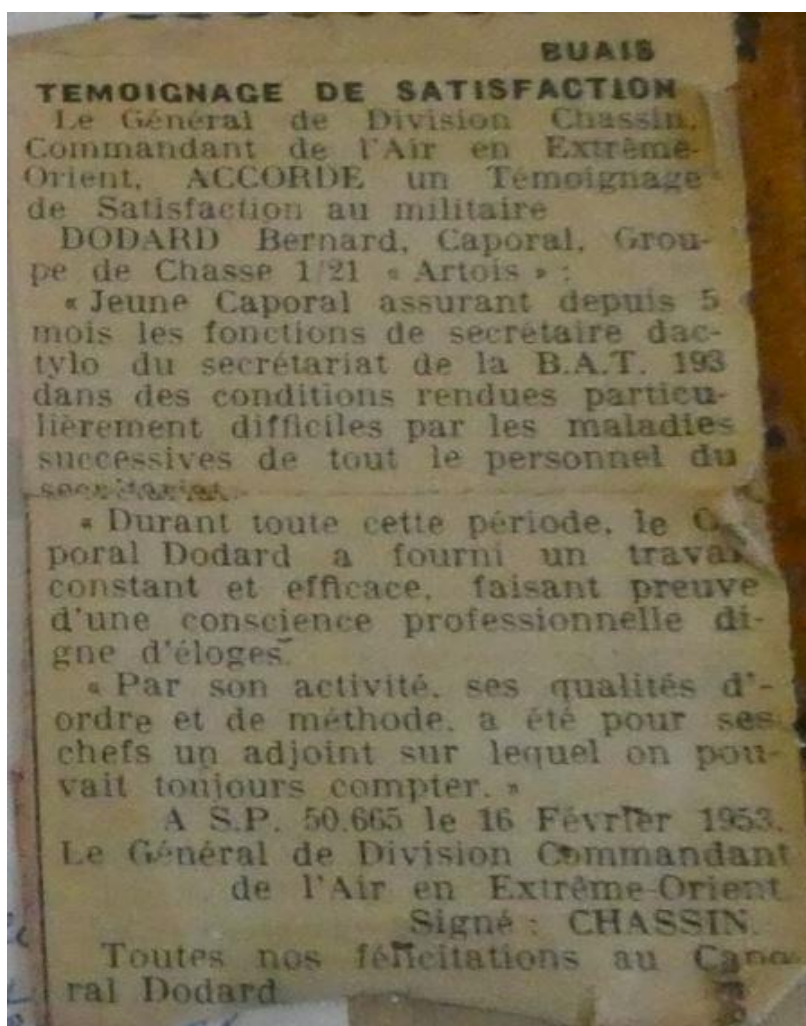 BUAIS
TEMOIGNAGE DE SATISFACTION
Le Général de Division Chassin,
Commandant de l'Air en Extrême-
Orient, ACCORDE un Témoignage
de Satisfaction au militaire
DODARD Bernard, Caporal, Grou-
pe de Chasse 1/21 « Artois » :
« Jeune Caporal assurant depuis 5
mois les fonctions de secrétaire dac-
tylo du secrétariat de la B.A.T. 193
dans des conditions rendues particu-
lièrement difficiles par les maladies
successives de tout le personnel du
secrétariat.
« Durant toute cette période, le
poral Dodard a fourni un travai
constant et efficace, faisant preuve
d'une conscience professionnelle di-
gne d'éloges.
« Par son activité, ses qualités d'-
ordre et de méthode, a été pour ses
chefs un adjoint sur lequel on pou-
vait toujours compter. »
A S.P. 50.665 le 16 Février 1953.
Le Général de Division Commandant
de l'Air en Extrême-Orient
Signé : CHASSIN.
Toutes nos félicitations au Capo-
ral Dodard